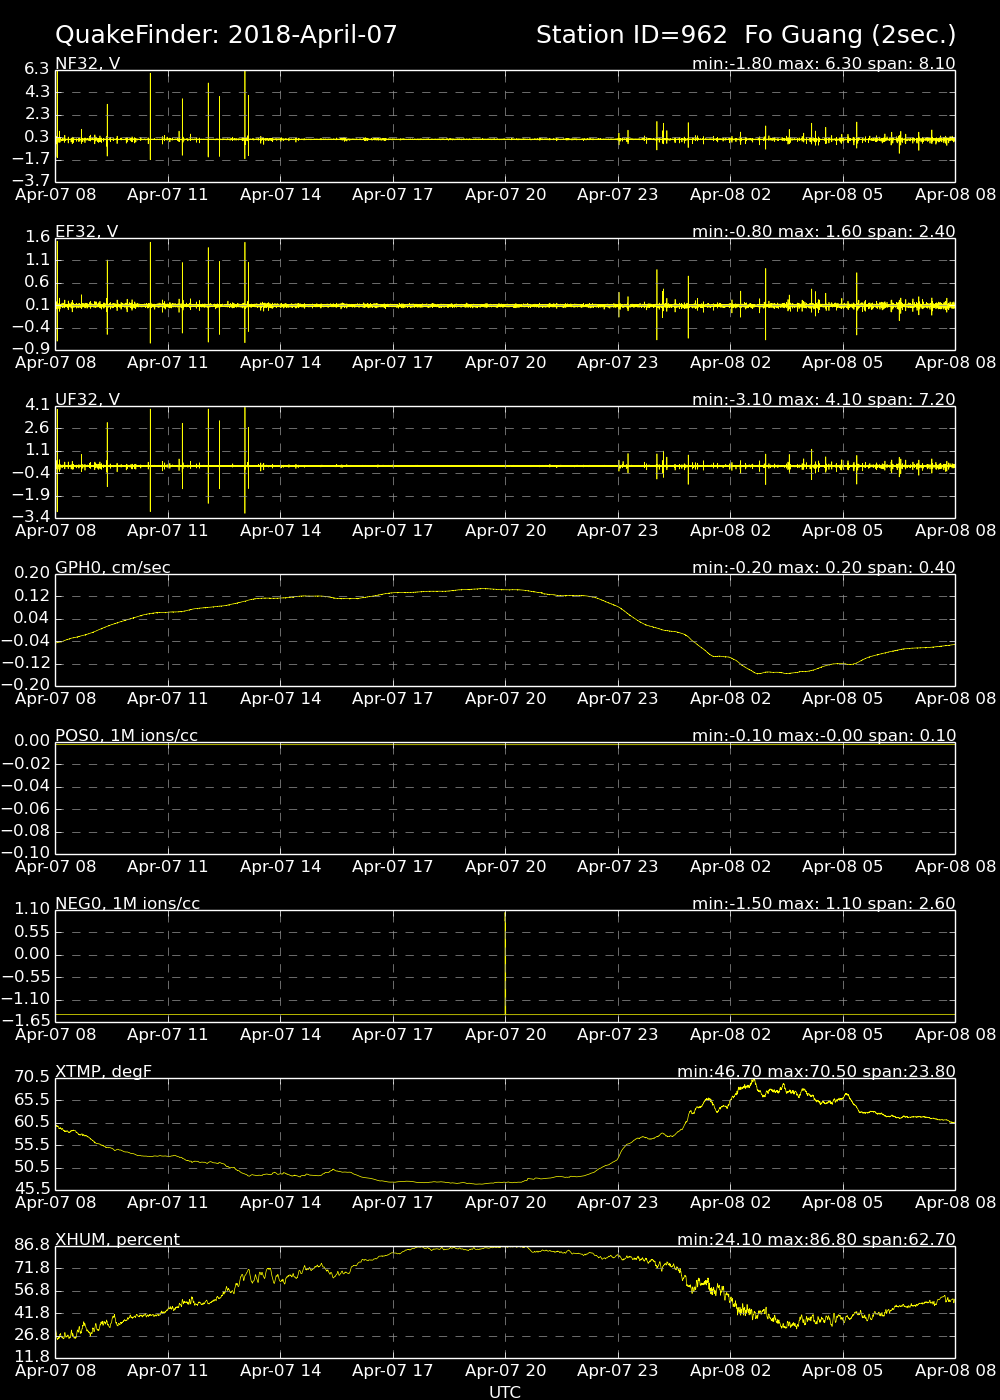 QuakeFinder: 2018-April-07 Station ID=962 Fo Guang (2sec.)
NF32, V min:-1.80 max: 6.30 span: 8.10
6.3
4.3
2.3
0.3
−1.7
−3.7
Apr-07 08 Apr-07 11 Apr-07 14 Apr-07 17 Apr-07 20 Apr-07 23 Apr-08 02 Apr-08 05 Apr-08 08
EF32, V min:-0.80 max: 1.60 span: 2.40
1.6
1.1
0.6
0.1
−0.4
−0.9
Apr-07 08 Apr-07 11 Apr-07 14 Apr-07 17 Apr-07 20 Apr-07 23 Apr-08 02 Apr-08 05 Apr-08 08
UF32, V min:-3.10 max: 4.10 span: 7.20
4.1
2.6
1.1
−0.4
−1.9
−3.4
Apr-07 08 Apr-07 11 Apr-07 14 Apr-07 17 Apr-07 20 Apr-07 23 Apr-08 02 Apr-08 05 Apr-08 08
GPH0, cm/sec min:-0.20 max: 0.20 span: 0.40
0.20
0.12
0.04
−0.04
−0.12
−0.20
Apr-07 08 Apr-07 11 Apr-07 14 Apr-07 17 Apr-07 20 Apr-07 23 Apr-08 02 Apr-08 05 Apr-08 08
POS0, 1M ions/cc min:-0.10 max:-0.00 span: 0.10
0.00
−0.02
−0.04
−0.06
−0.08
−0.10
Apr-07 08 Apr-07 11 Apr-07 14 Apr-07 17 Apr-07 20 Apr-07 23 Apr-08 02 Apr-08 05 Apr-08 08
NEG0, 1M ions/cc min:-1.50 max: 1.10 span: 2.60
1.10
0.55
0.00
−0.55
−1.10
−1.65
Apr-07 08 Apr-07 11 Apr-07 14 Apr-07 17 Apr-07 20 Apr-07 23 Apr-08 02 Apr-08 05 Apr-08 08
XTMP, degF min:46.70 max:70.50 span:23.80
70.5
65.5
60.5
55.5
50.5
45.5
Apr-07 08 Apr-07 11 Apr-07 14 Apr-07 17 Apr-07 20 Apr-07 23 Apr-08 02 Apr-08 05 Apr-08 08
XHUM, percent min:24.10 max:86.80 span:62.70
86.8
71.8
56.8
41.8
26.8
11.8
Apr-07 08 Apr-07 11 Apr-07 14 Apr-07 17 Apr-07 20 Apr-07 23 Apr-08 02 Apr-08 05 Apr-08 08
UTC